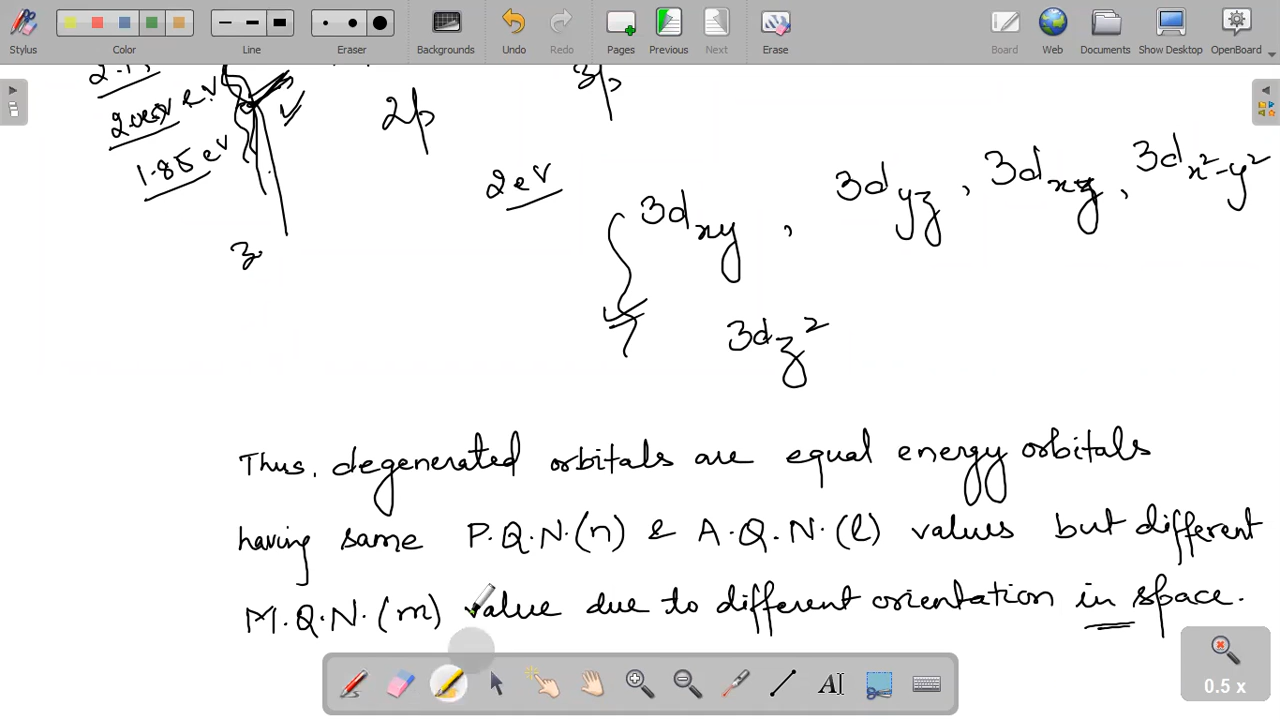 Stylus Color Line Eraser Backgrounds Undo Redo Pages Previous Next Erase Board Web Documents Show Desktop OpenBoard
3p
2p
1.85 eV
2eV
3dxy , 3dyz , 3dxz , 3dx²-y²
3
3dz²
Thus, degenerated orbitals are equal energy orbitals
having same P.Q.N.(n) & A.Q.N.(l) values but different
M.Q.N.(m) value due to different orientation in space.
0.5 x